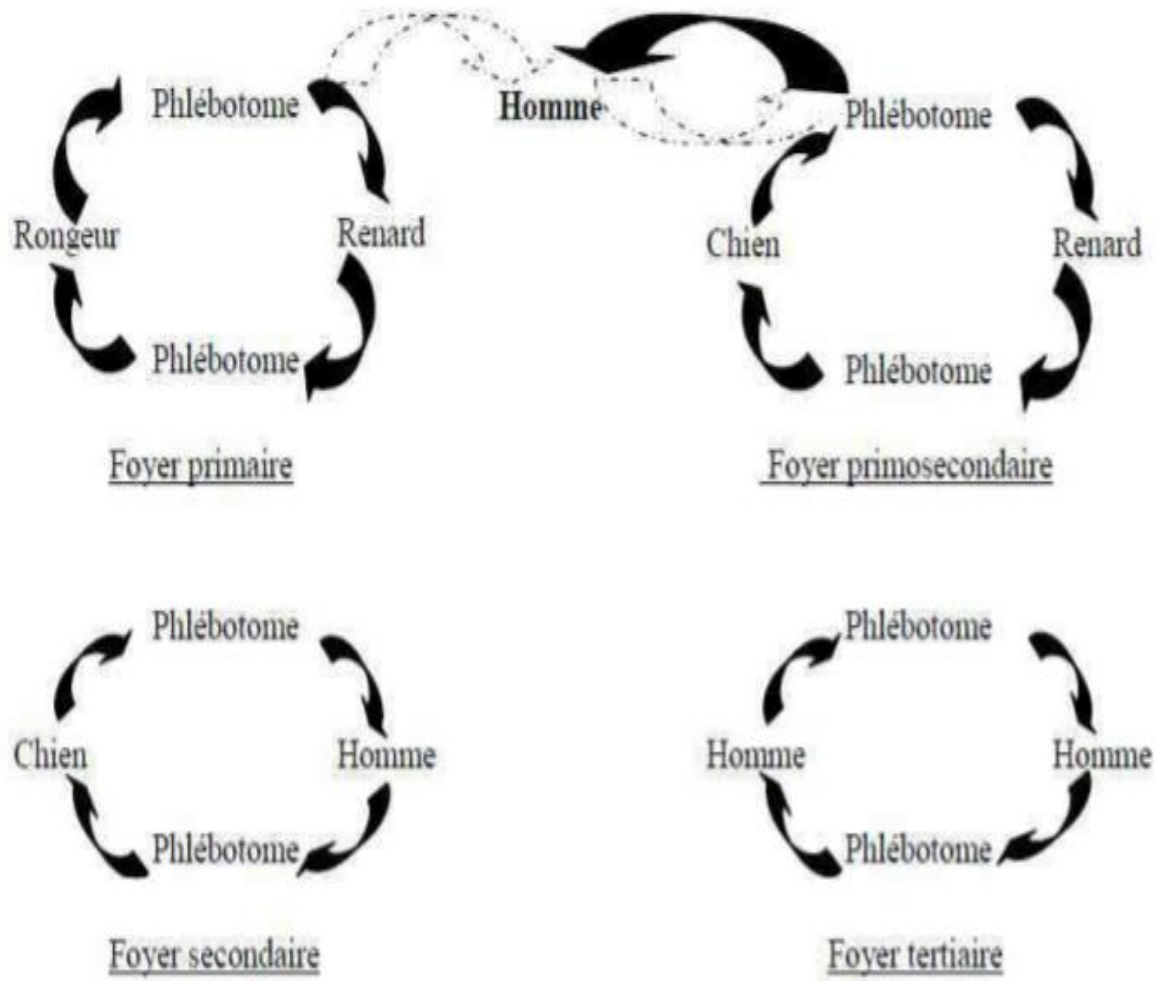 Phlébotome
Homme
Phlébotome
Rongeur
Renard
Chien
Renard
Phlébotome
Phlébotome
Foyer primaire
Foyer primosecondaire
Phlébotome
Phlébotome
Chien
Homme
Homme
Homme
Phlébotome
Phlébotome
Foyer secondaire
Foyer tertiaire